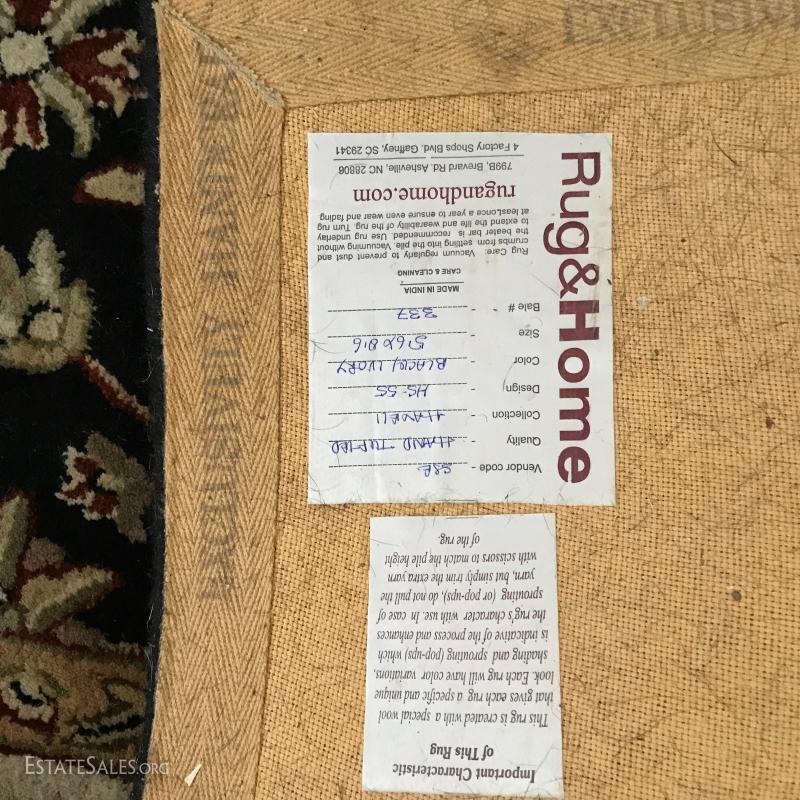 Rug&Home
Vendor code - SSE
Quality - HAND TUFTED
Collection -
Design - HS-55
Color - BLACK/IVORY
Size - 5'6X8'6
Bale # - 337
MADE IN INDIA
CARE & CLEANING
Rug Care: Vacuum regularly to prevent to dust and
crumbs from settling into the pile. Vacuuming without
the beater bar is recommended. Use rug underlay
to extend the life and wearability of the rug. Turn rug
at least,once a year to ensure even wear and fading
rugandhome.com
799B, Brevard Rd. Asheville, NC 28806
4 Factory Shops Blvd. Gaffney, SC 29341
Important Characteristic
of This Rug
This rug is created with a special wool
that gives each rug a specific and unique
look. Each rug will have color variations,
shading and sprouting (pop-ups) which
is indicative of the process and enhances
the rug's character with use. In case of
sprouting (or pop-ups), do not pull the
yarn, but simply trim the extra yarn
with scissors to match the pile height
of the rug.
EXCLUSIV
ESTATESALES.ORG